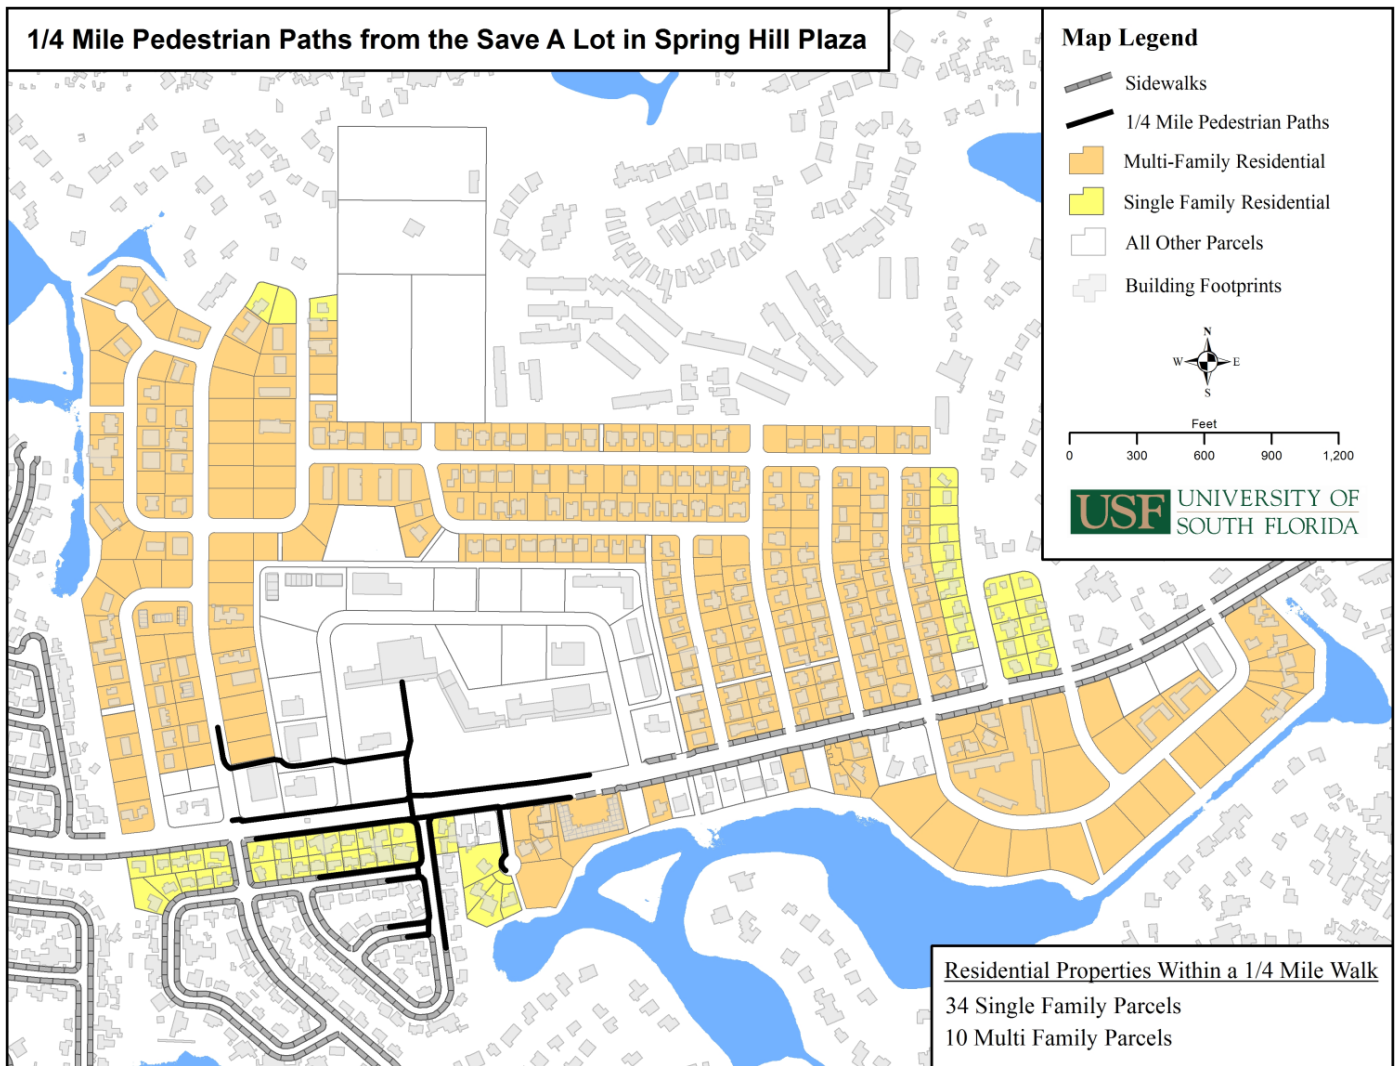 1/4 Mile Pedestrian Paths from the Save A Lot in Spring Hill Plaza
Map Legend
Sidewalks
1/4 Mile Pedestrian Paths
Multi-Family Residential
Single Family Residential
All Other Parcels
Building Footprints
N
W E
S
Feet
0 300 600 900 1,200
USF UNIVERSITY OF
SOUTH FLORIDA
Residential Properties Within a 1/4 Mile Walk
34 Single Family Parcels
10 Multi Family Parcels